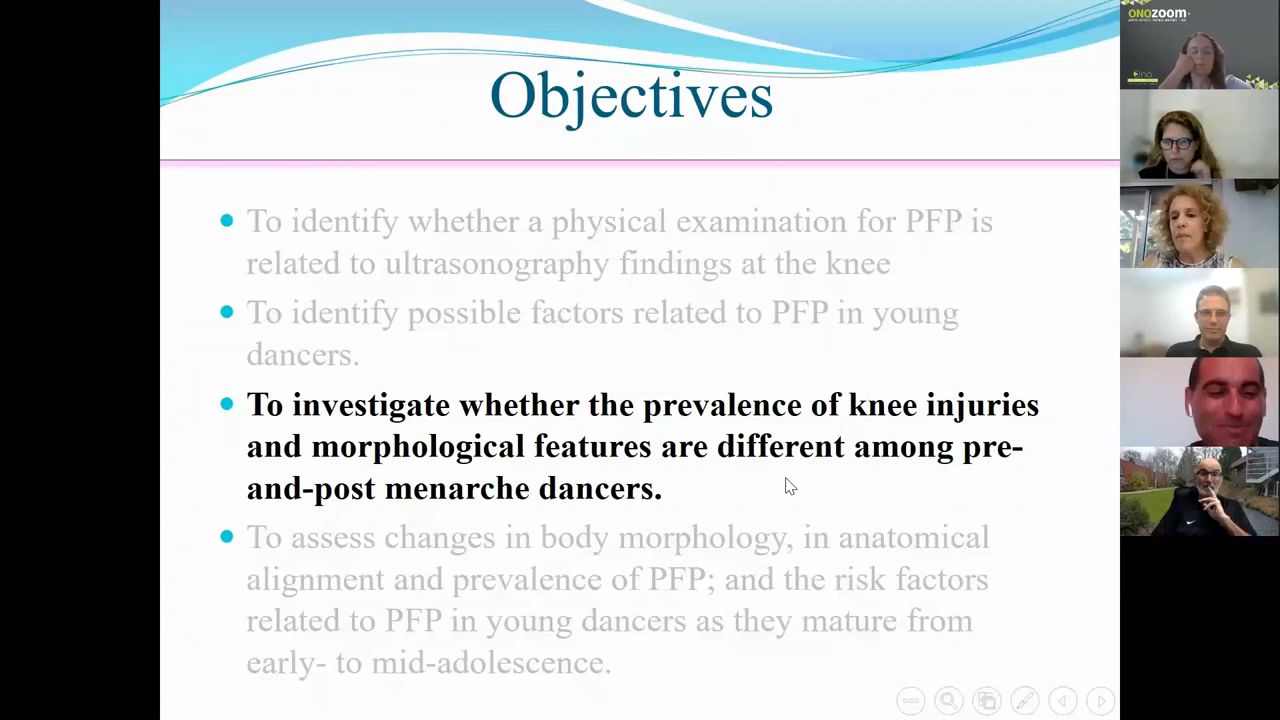 Objectives
To identify whether a physical examination for PFP is
related to ultrasonography findings at the knee
To identify possible factors related to PFP in young
dancers.
To investigate whether the prevalence of knee injuries
and morphological features are different among pre-
and-post menarche dancers.
To assess changes in body morphology, in anatomical
alignment and prevalence of PFP; and the risk factors
related to PFP in young dancers as they mature from
early- to mid-adolescence.
ONOZOOM
Ono